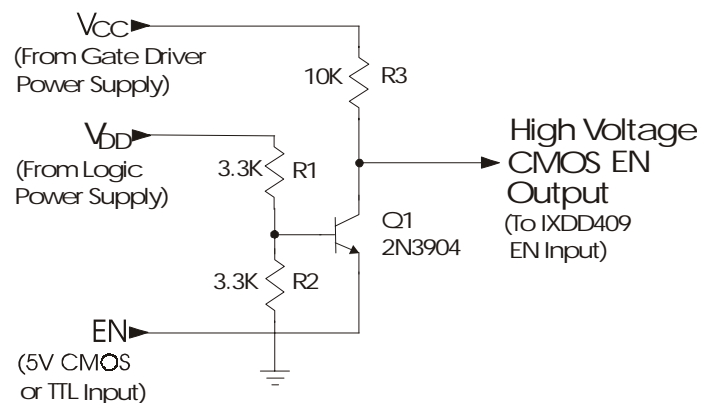 VCC
(From Gate Driver
Power Supply)
10K R3
VDD
(From Logic
Power Supply)
3.3K R1
High Voltage
CMOS EN
Output
(To IXDD409
EN Input)
Q1
2N3904
3.3K R2
EN
(5V CMOS
or TTL Input)